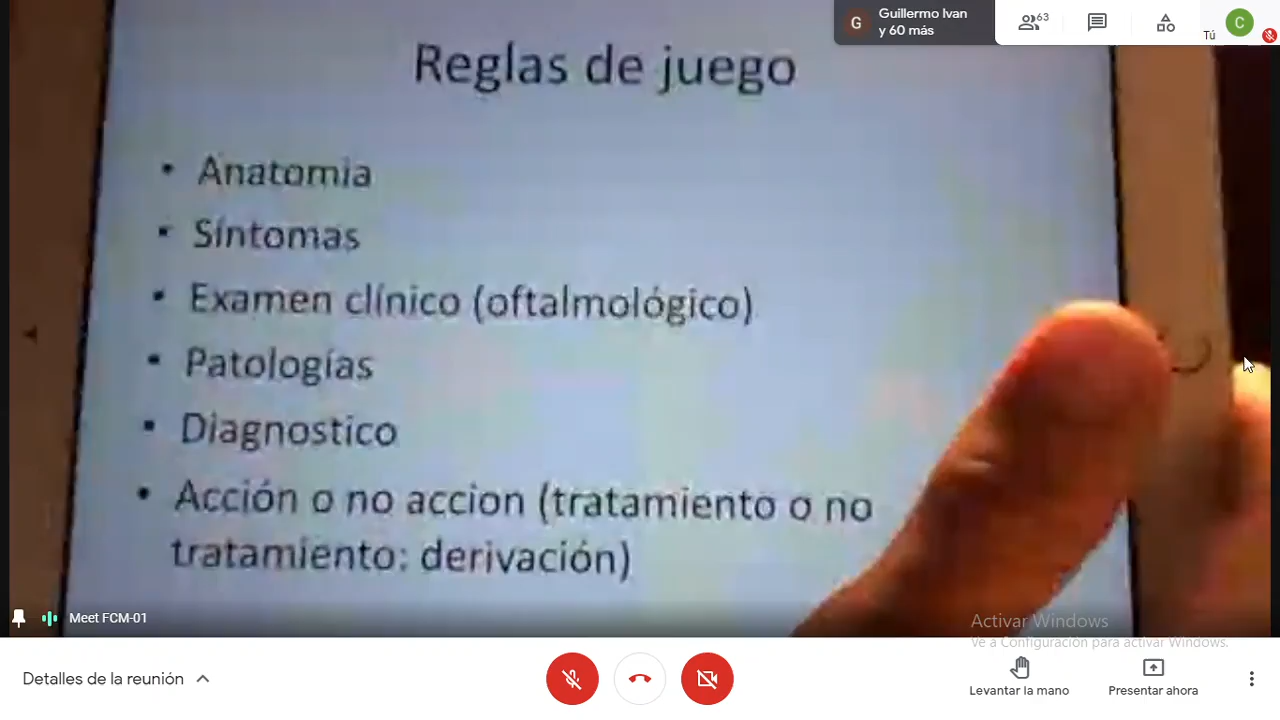 G
Guillermo Ivan
y 60 más
63
Tú
C
Reglas de juego
• Anatomia
• Síntomas
• Examen clínico (oftalmológico)
• Patologías
• Diagnostico
• Acción o no accion (tratamiento o no
tratamiento: derivación)
Meet FCM-01
Activar Windows
Ve a Configuración para activar Windows.
Detalles de la reunión
Levantar la mano
Presentar ahora